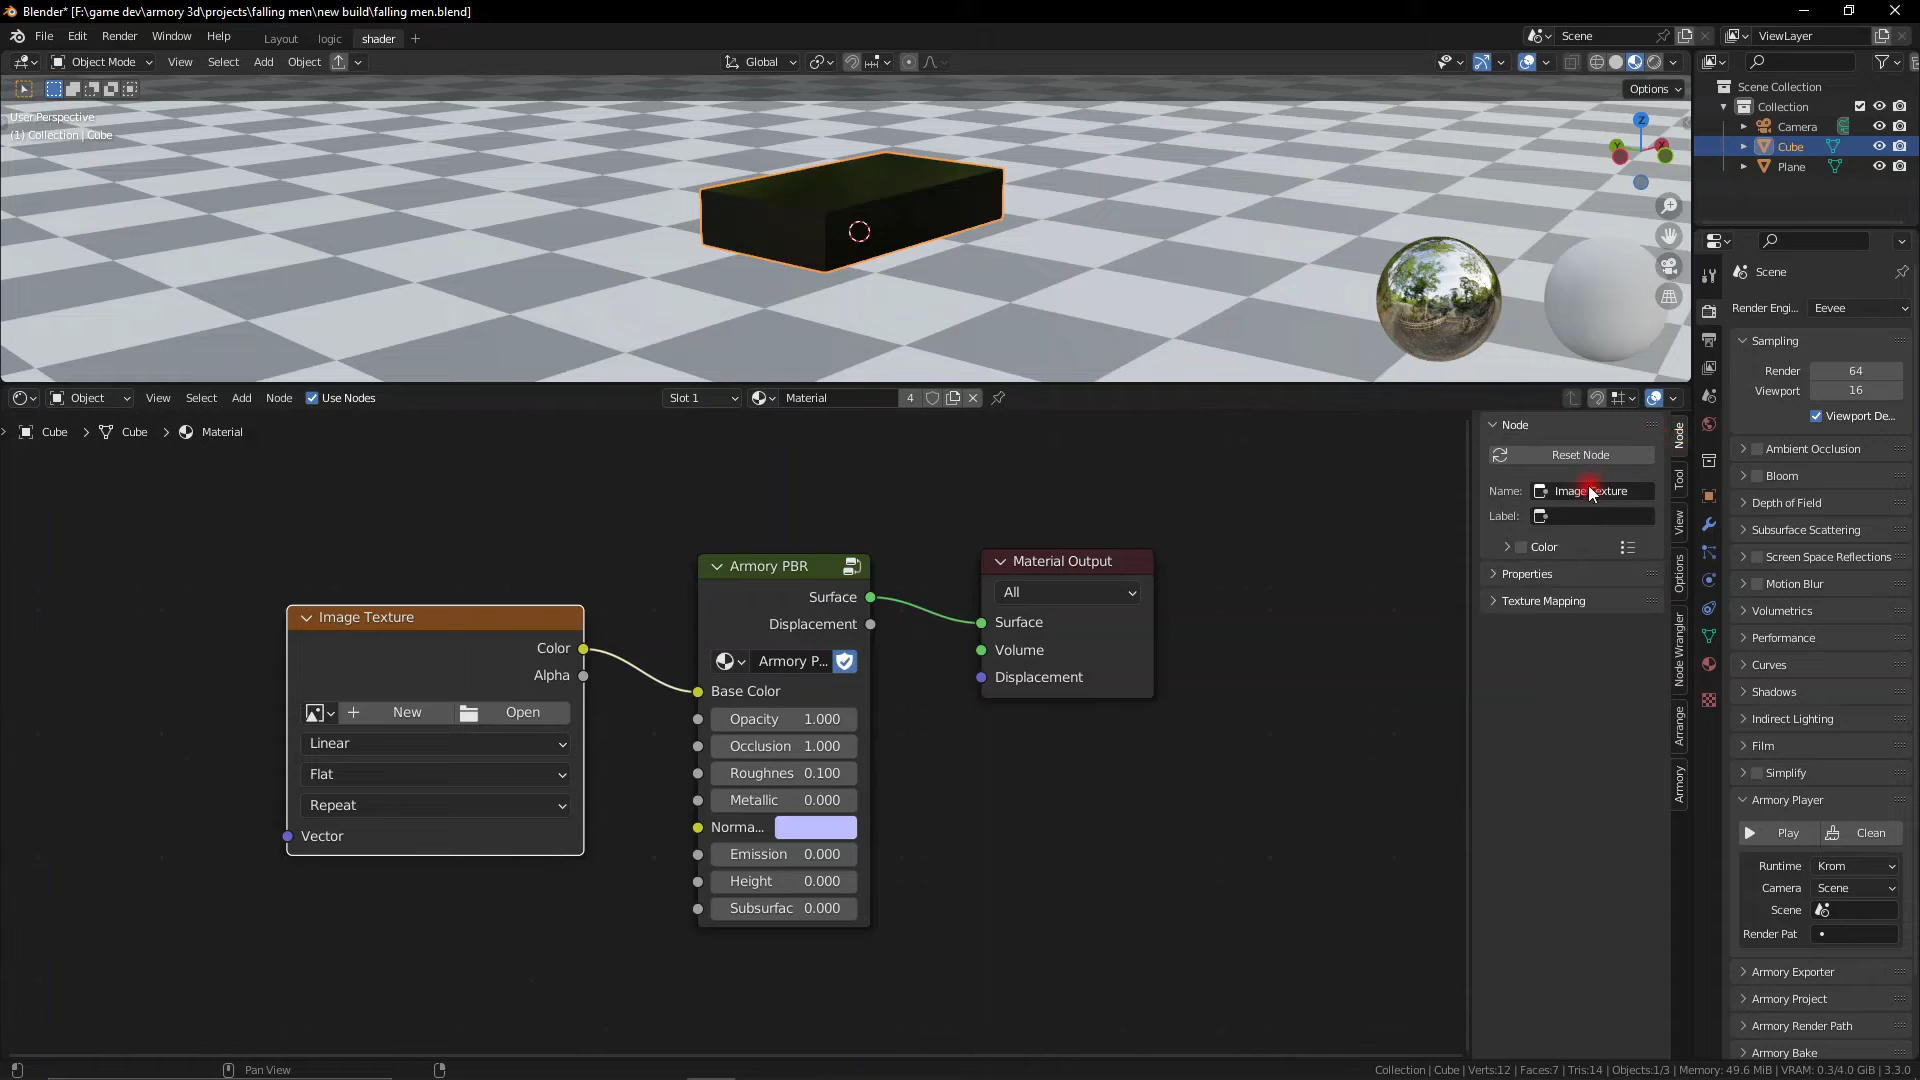 Blender* [F:\game dev\armory 3d\projects\falling men\new build\falling men.blend]
File Edit Render Window Help Layout logic shader + Scene ViewLayer
Object Mode View Select Add Object Global
Options
User Perspective
(1) Collection | Cube
Z
Y
X
Scene Collection
Collection
Camera
Cube
Plane
Scene
Render Engi... Eevee
Sampling
Render 64
Viewport 16
Viewport De...
Ambient Occlusion
Bloom
Depth of Field
Subsurface Scattering
Screen Space Reflections
Motion Blur
Volumetrics
Performance
Curves
Shadows
Indirect Lighting
Film
Simplify
Armory Player
Play Clean
Runtime Krom
Camera Scene
Scene
Render Pat
Armory Exporter
Armory Project
Armory Render Path
Armory Bake
Object View Select Add Node Use Nodes Slot 1 Material 4
Cube > Cube > Material
Node
Reset Node
Name: Image Texture
Label:
Color
Properties
Texture Mapping
Node
Tool
View
Options
Node Wrangler
Arrange
Armory
Image Texture
Color
Alpha
New Open
Linear
Flat
Repeat
Vector
Armory PBR
Surface
Displacement
Armory P...
Base Color
Opacity 1.000
Occlusion 1.000
Roughnes 0.100
Metallic 0.000
Norma...
Emission 0.000
Height 0.000
Subsurfac 0.000
Material Output
All
Surface
Volume
Displacement
Pan View
Collection | Cube | Verts:12 | Faces:7 | Tris:14 | Objects:1/3 | Memory: 49.6 MiB | VRAM: 0.3/4.0 GiB | 3.3.0